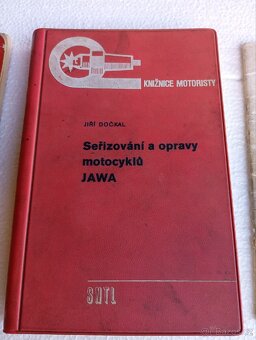 KNIŽNICE MOTORISTY
JIŘÍ DOČKAL
Seřizování a opravy
motocyklů
JAWA
SNTL